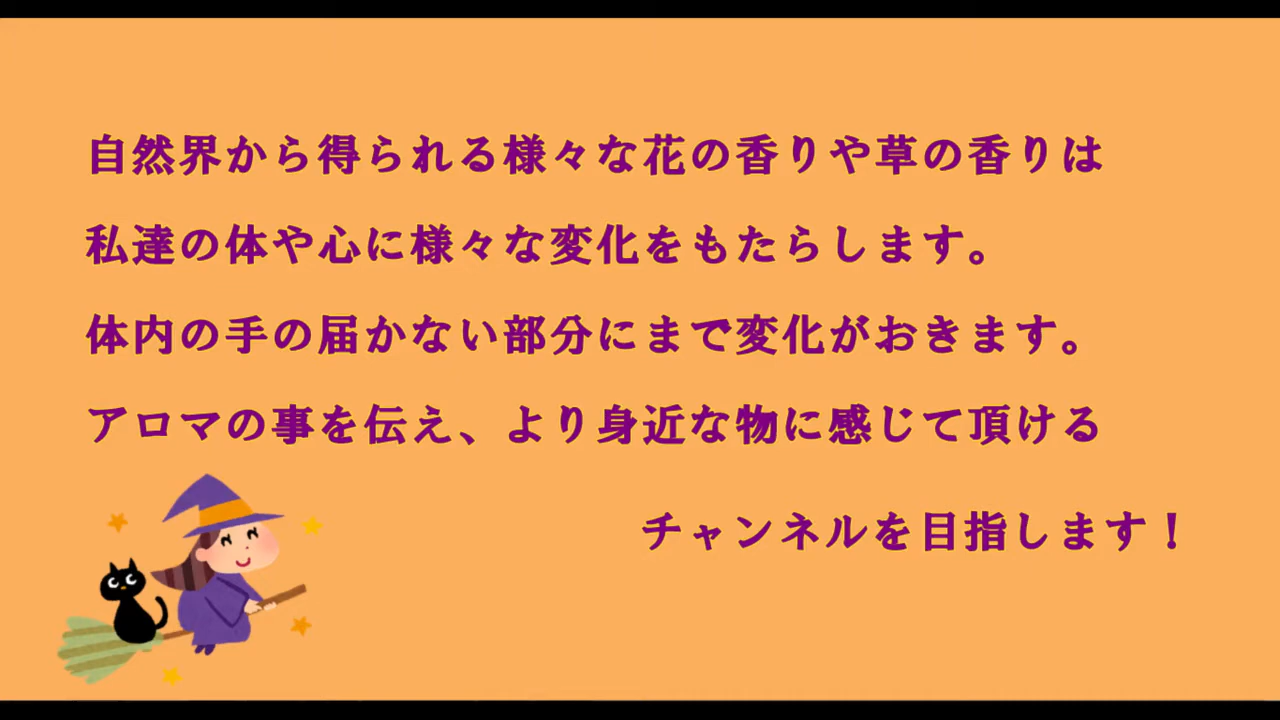 自然界から得られる様々な花の香りや草の香りは
私達の体や心に様々な変化をもたらします。
体内の手の届かない部分にまで変化がおきます。
アロマの事を伝え、より身近な物に感じて頂ける
チャンネルを目指します！